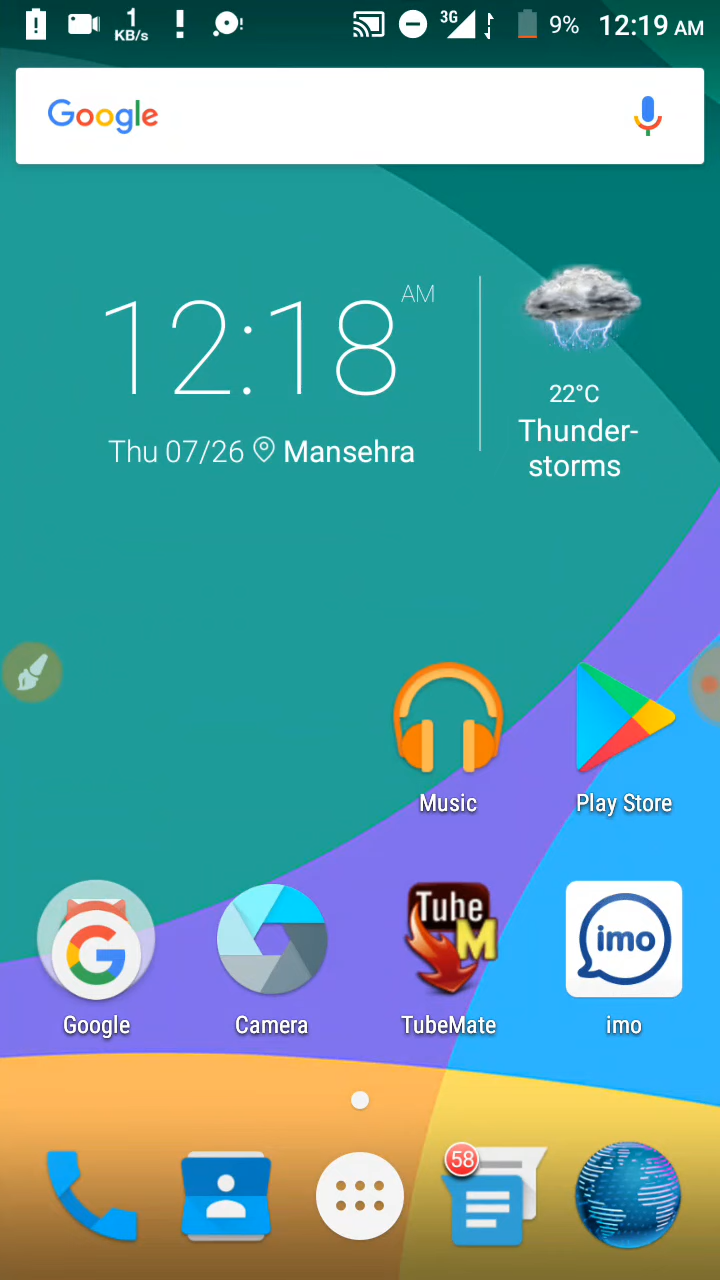 1
KB/s
3G
9%
12:19 AM
Google
12:18 AM
22°C
Thunder-
storms
Thu 07/26 Mansehra
Music
Play Store
Tube
M
imo
Google
Camera
TubeMate
imo
58